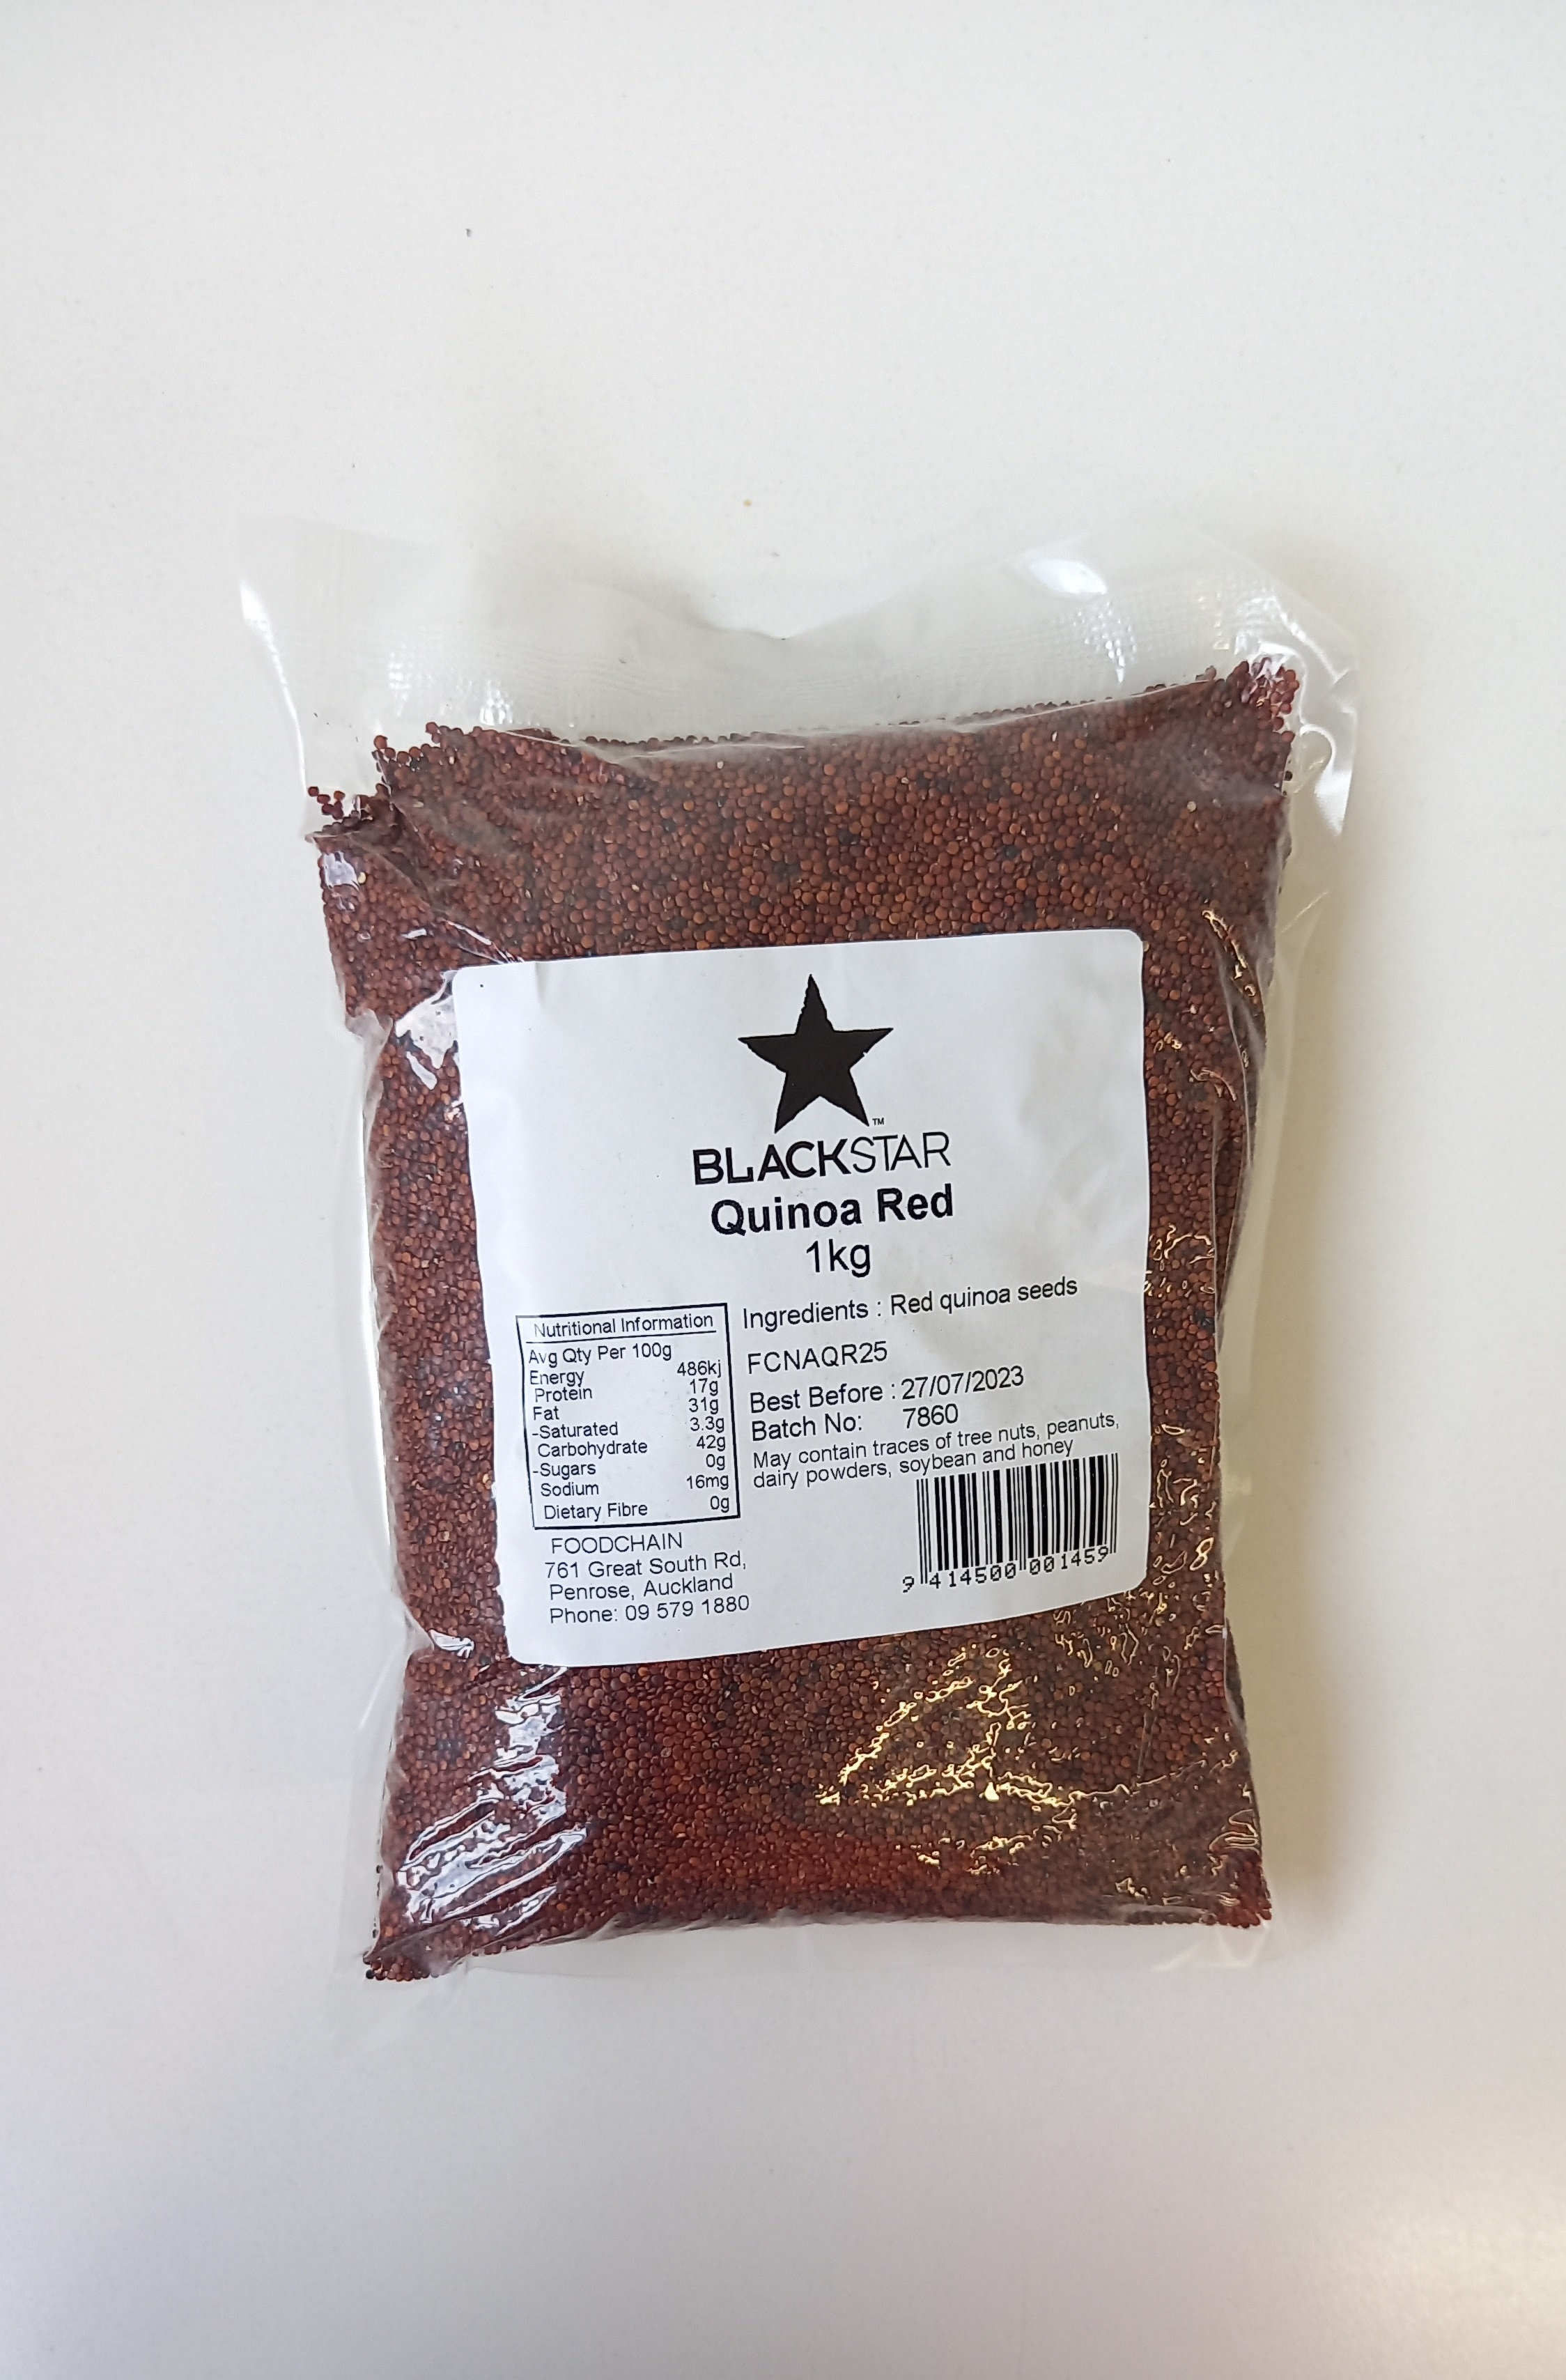 TM
BLACKSTAR
Quinoa Red
1kg
Nutritional Information
Avg Qty Per 100g
Energy 486kj
Protein 17g
Fat 31g
-Saturated 3.3g
Carbohydrate 42g
-Sugars 0g
Sodium 16mg
Dietary Fibre 0g
Ingredients : Red quinoa seeds
FCNAQR25
Best Before : 27/07/2023
Batch No: 7860
May contain traces of tree nuts, peanuts,
dairy powders, soybean and honey
FOODCHAIN
761 Great South Rd,
Penrose, Auckland
Phone: 09 579 1880
9 414500 001459